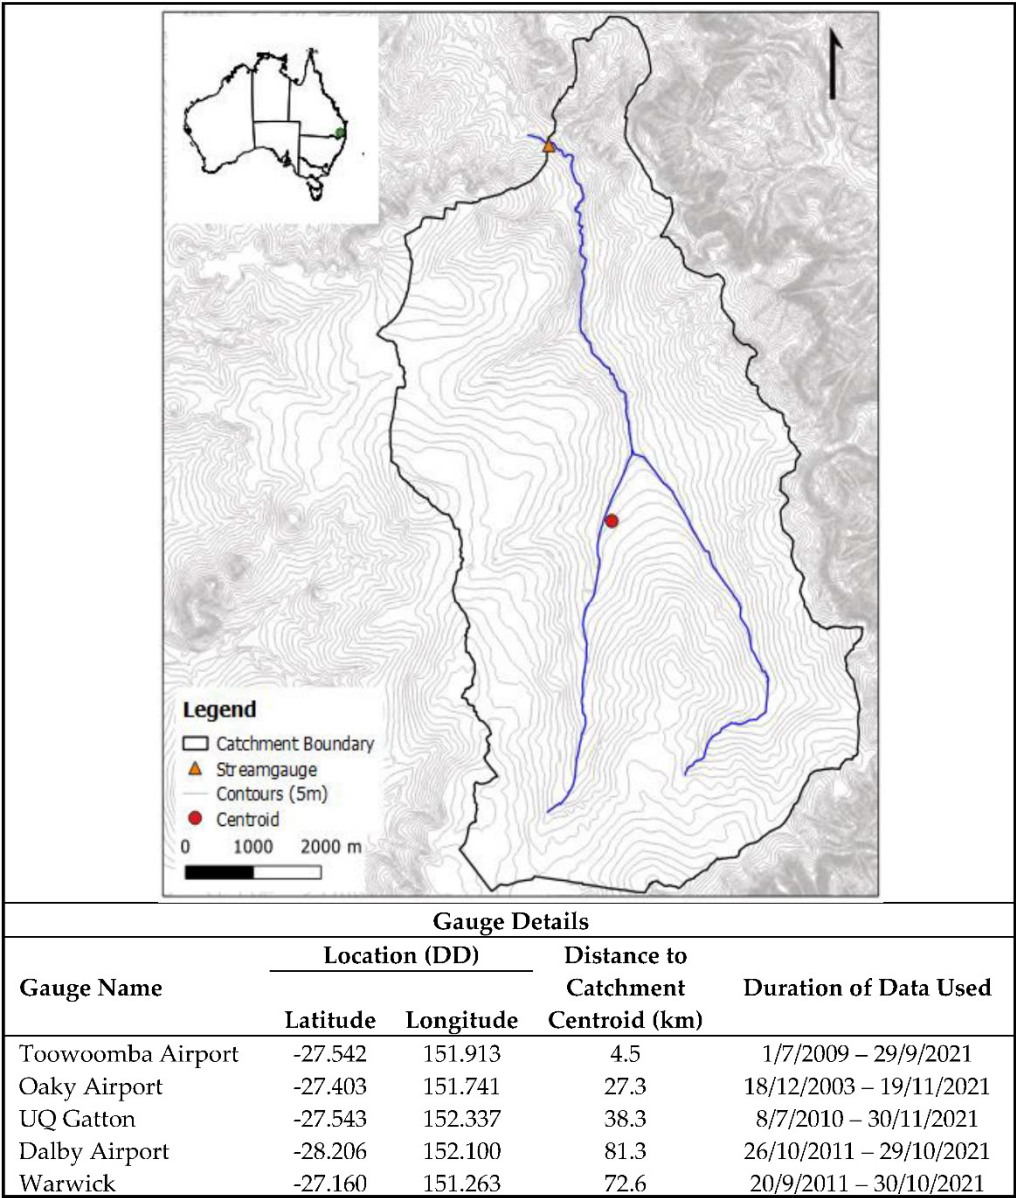 Legend
Catchment Boundary
Streamgauge
Contours (5m)
Centroid
0 1000 2000 m
Gauge Details
Location (DD) Distance to
Gauge Name Catchment Duration of Data Used
Latitude Longitude Centroid (km)
Toowoomba Airport -27.542 151.913 4.5 1/7/2009 – 29/9/2021
Oaky Airport -27.403 151.741 27.3 18/12/2003 – 19/11/2021
UQ Gatton -27.543 152.337 38.3 8/7/2010 – 30/11/2021
Dalby Airport -28.206 152.100 81.3 26/10/2011 – 29/10/2021
Warwick -27.160 151.263 72.6 20/9/2011 – 30/10/2021